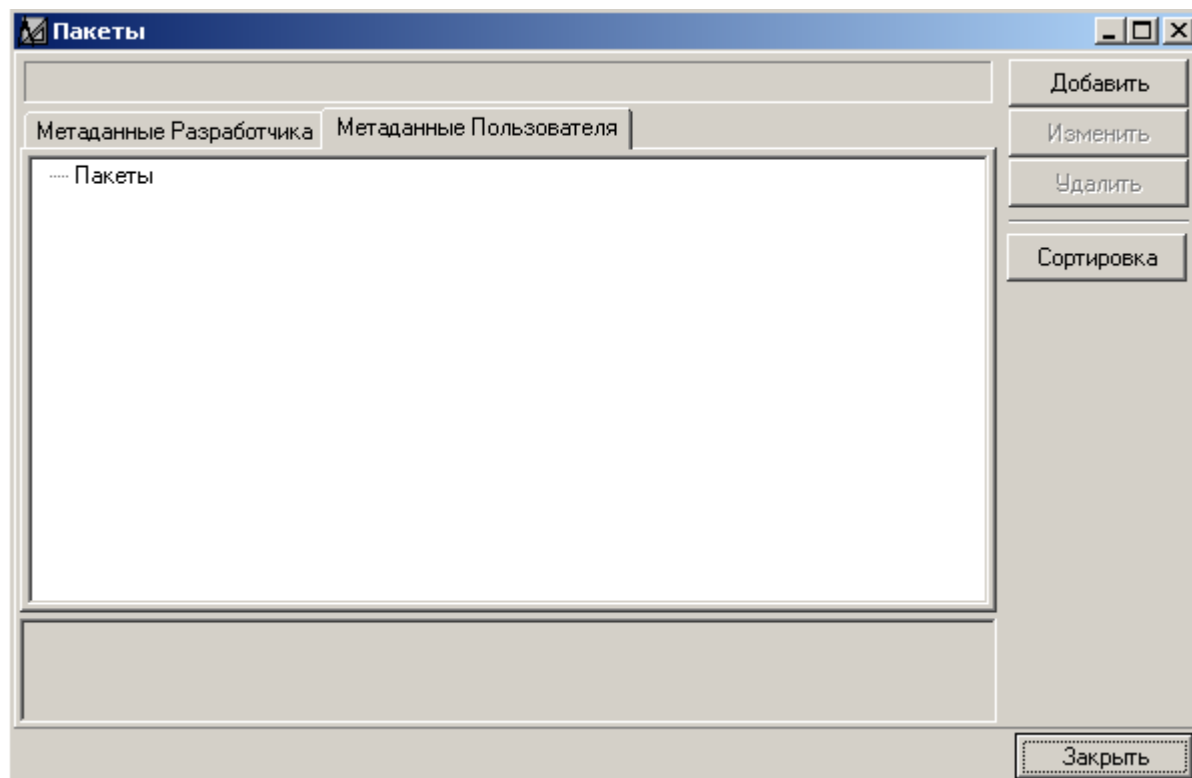 Пакеты
Добавить
Метаданные Разработчика
Метаданные Пользователя
Изменить
Пакеты
Удалить
Сортировка
Закрыть